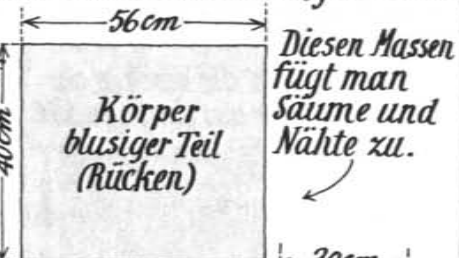 56cm
Diesen Massen
fügt man
Säume und
Nähte zu.
40cm
Körper
blusiger Teil
(Rücken)